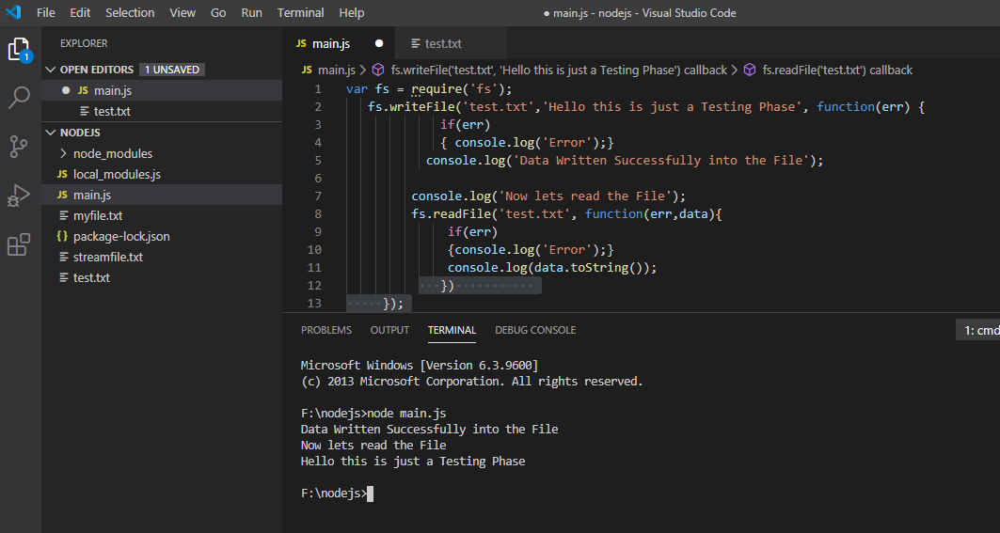 File Edit Selection View Go Run Terminal Help ● main.js - nodejs - Visual Studio Code
EXPLORER
OPEN EDITORS 1 UNSAVED
JS main.js
test.txt
NODEJS
node_modules
JS local_modules.js
JS main.js
myfile.txt
{} package-lock.json
streamfile.txt
test.txt
1
JS main.js ● test.txt
JS main.js > fs.writeFile('test.txt', 'Hello this is just a Testing Phase') callback > fs.readFile('test.txt') callback
1 var fs = require('fs');
2 fs.writeFile('test.txt','Hello this is just a Testing Phase', function(err) {
3 if(err)
4 { console.log('Error');}
5 console.log('Data Written Successfully into the File');
6
7 console.log('Now lets read the File');
8 fs.readFile('test.txt', function(err,data){
9 if(err)
10 {console.log('Error');}
11 console.log(data.toString());
12 })
13 });
PROBLEMS OUTPUT TERMINAL DEBUG CONSOLE 1: cmd
Microsoft Windows [Version 6.3.9600]
(c) 2013 Microsoft Corporation. All rights reserved.
F:\nodejs>node main.js
Data Written Successfully into the File
Now lets read the File
Hello this is just a Testing Phase
F:\nodejs>